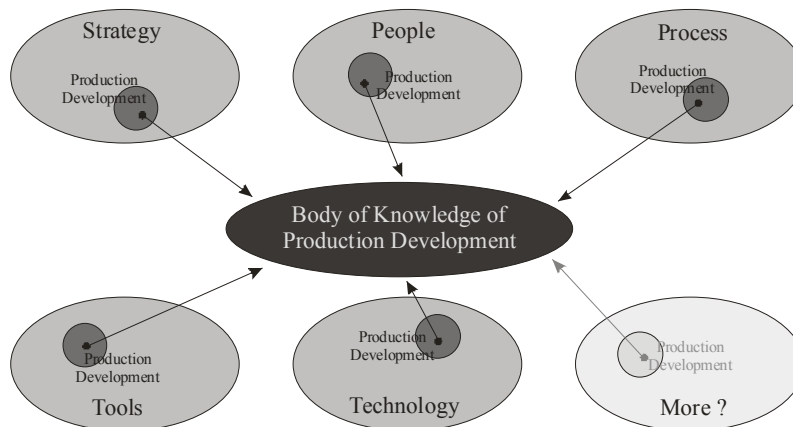 Strategy
Production
Development
People
Production
Development
Process
Production
Development
Body of Knowledge of
Production Development
Production
Development
Tools
Production
Development
Technology
Production
Development
More ?